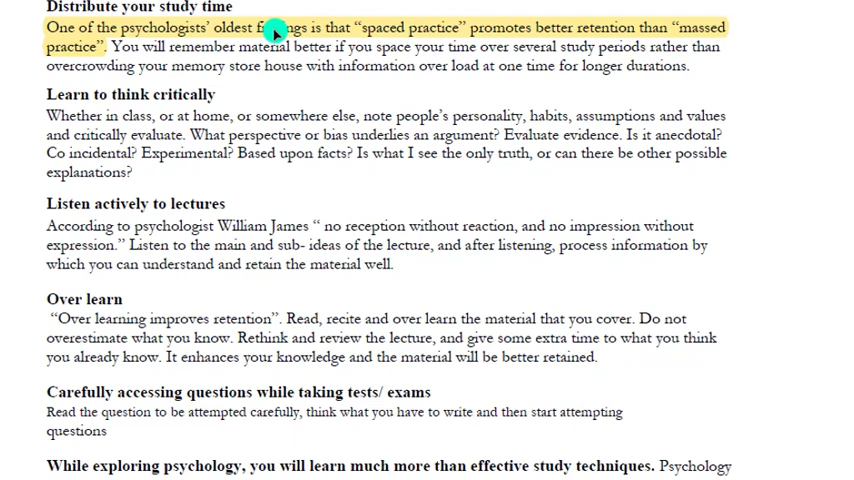 Distribute your study time
One of the psychologists' oldest findings is that “spaced practice” promotes better retention than “massed
practice”. You will remember material better if you space your time over several study periods rather than
overcrowding your memory store house with information over load at one time for longer durations.
Learn to think critically
Whether in class, or at home, or somewhere else, note people's personality, habits, assumptions and values
and critically evaluate. What perspective or bias underlies an argument? Evaluate evidence. Is it anecdotal?
Co incidental? Experimental? Based upon facts? Is what I see the only truth, or can there be other possible
explanations?
Listen actively to lectures
According to psychologist William James “ no reception without reaction, and no impression without
expression.” Listen to the main and sub- ideas of the lecture, and after listening, process information by
which you can understand and retain the material well.
Over learn
“Over learning improves retention”. Read, recite and over learn the material that you cover. Do not
overestimate what you know. Rethink and review the lecture, and give some extra time to what you think
you already know. It enhances your knowledge and the material will be better retained.
Carefully accessing questions while taking tests/ exams
Read the question to be attempted carefully, think what you have to write and then start attempting
questions
While exploring psychology, you will learn much more than effective study techniques. Psychology